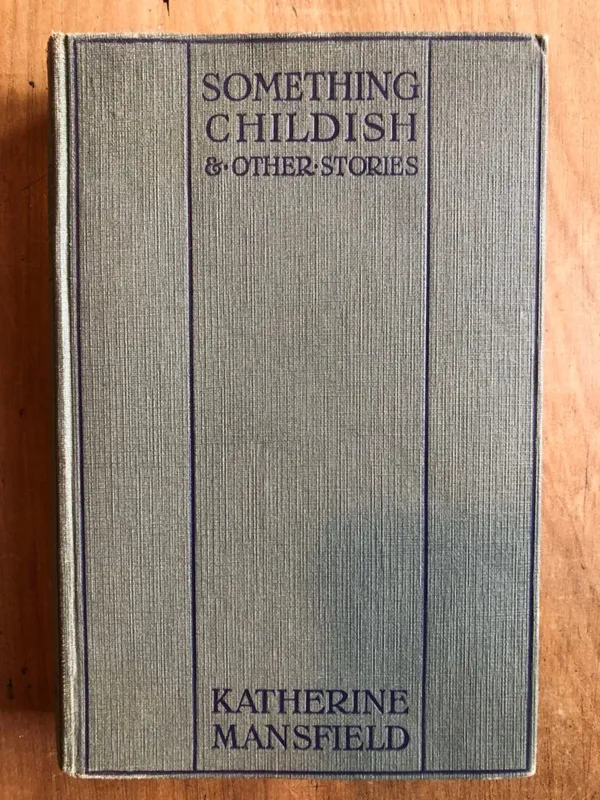 SOMETHING
CHILDISH
&·OTHER·STORIES
KATHERINE
MANSFIELD